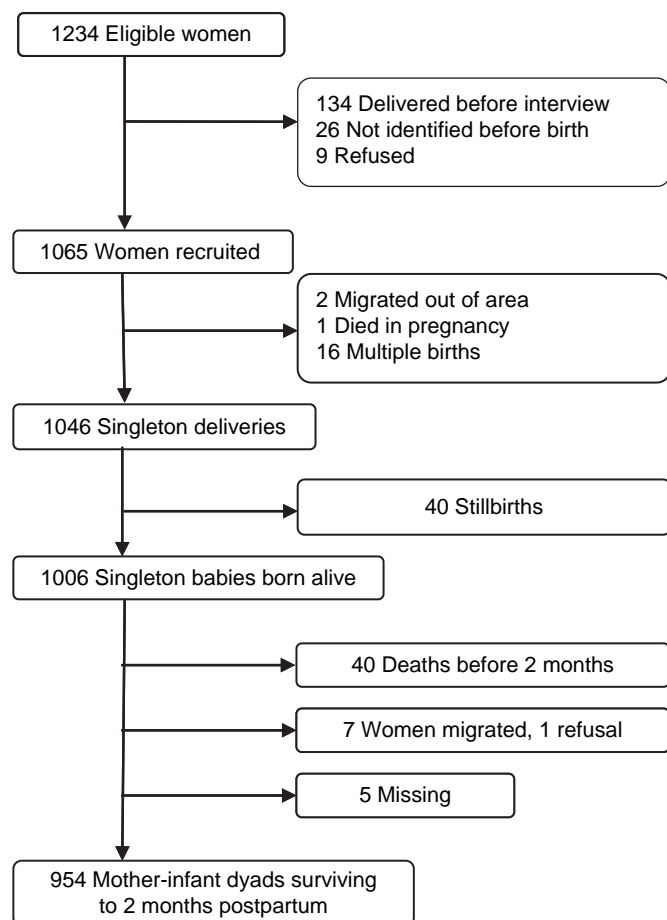 1234 Eligible women
134 Delivered before interview
26 Not identified before birth
9 Refused
1065 Women recruited
2 Migrated out of area
1 Died in pregnancy
16 Multiple births
1046 Singleton deliveries
40 Stillbirths
1006 Singleton babies born alive
40 Deaths before 2 months
7 Women migrated, 1 refusal
5 Missing
954 Mother-infant dyads surviving
to 2 months postpartum